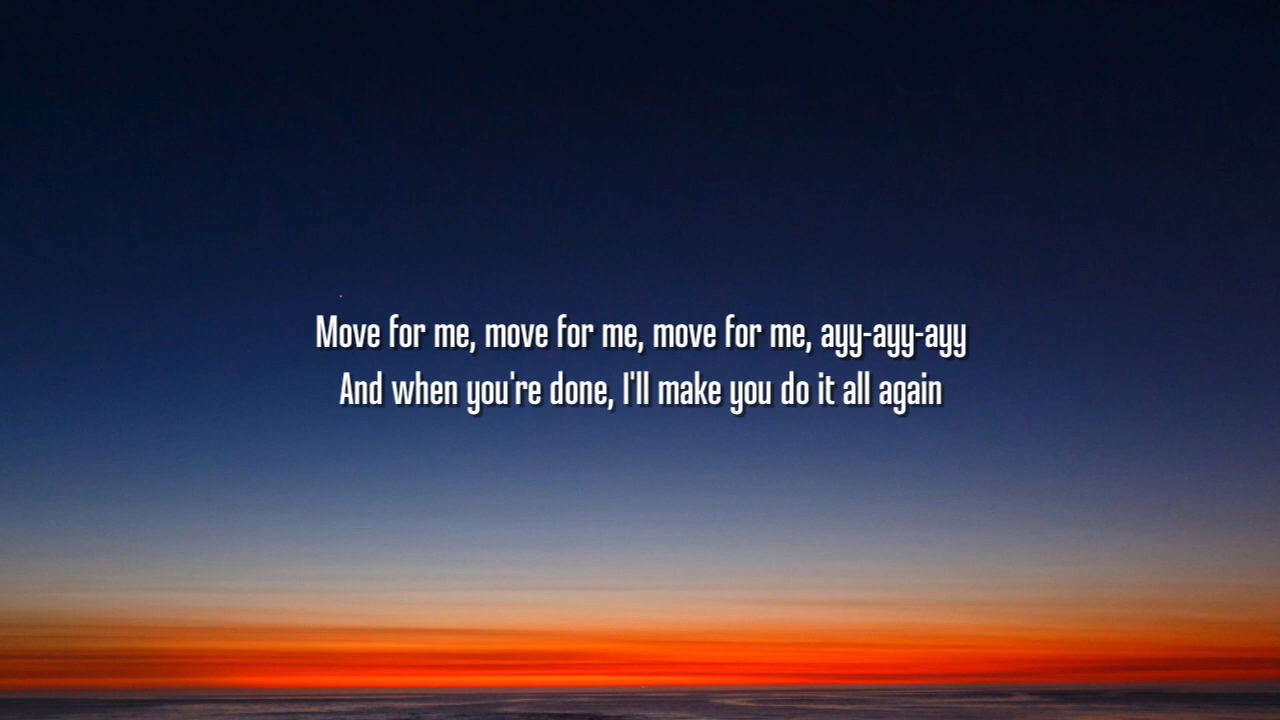 Move for me, move for me, move for me, ayy-ayy-ayy
And when you're done, I'll make you do it all again